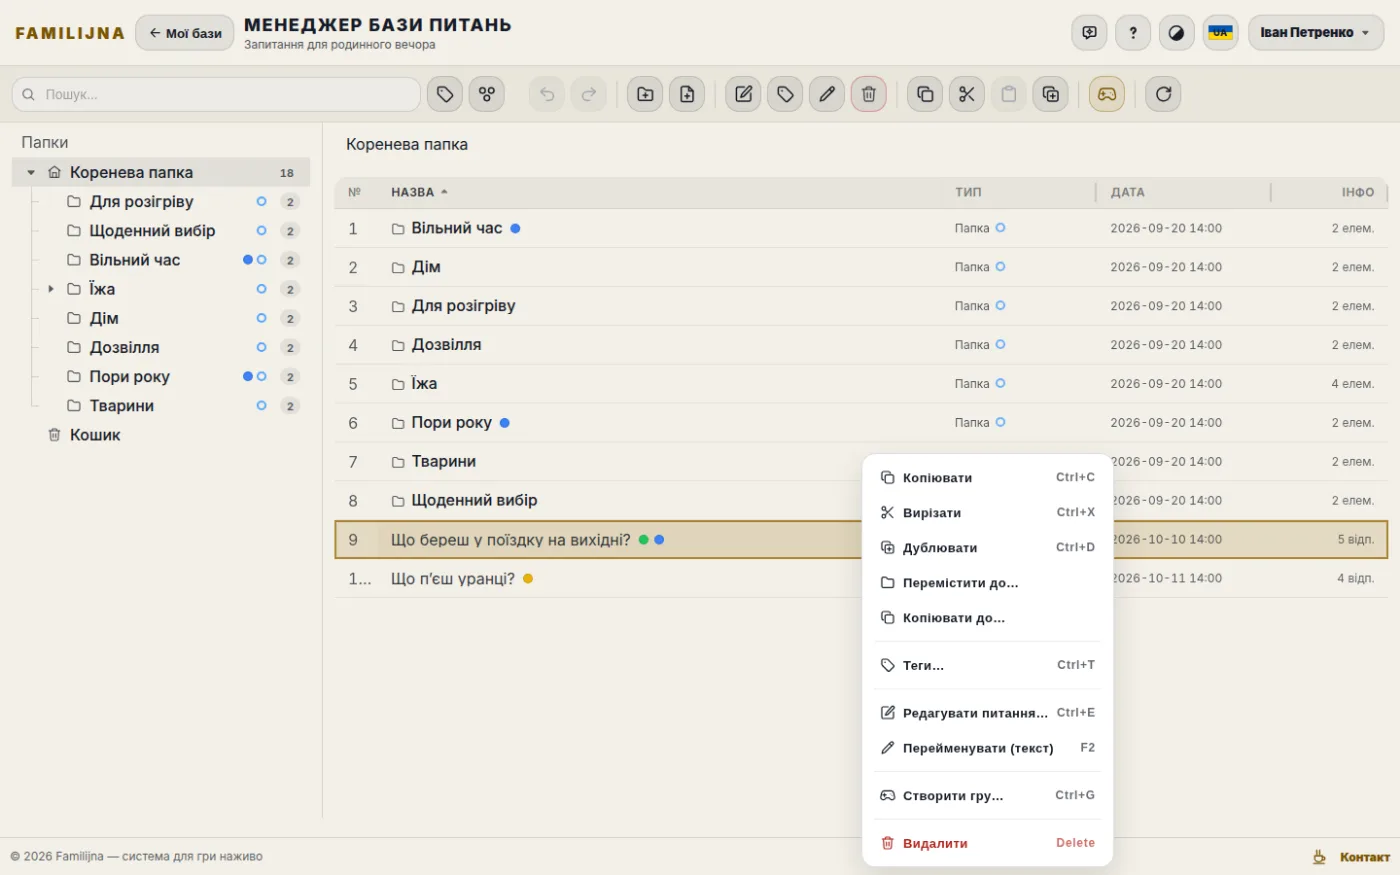 FAMILIJNA
← Мої бази
МЕНЕДЖЕР БАЗИ ПИТАНЬ
Запитання для родинного вечора
?
UA
Іван Петренко
Пошук...
Папки
Коренева папка 18
Для розігріву 2
Щоденний вибір 2
Вільний час 2
Їжа 2
Дім 2
Дозвілля 2
Пори року 2
Тварини 2
Кошик
Коренева папка
№ НАЗВА ТИП ДАТА ІНФО
1 Вільний час Папка 2026-09-20 14:00 2 елем.
2 Дім Папка 2026-09-20 14:00 2 елем.
3 Для розігріву Папка 2026-09-20 14:00 2 елем.
4 Дозвілля Папка 2026-09-20 14:00 2 елем.
5 Їжа Папка 2026-09-20 14:00 4 елем.
6 Пори року Папка 2026-09-20 14:00 2 елем.
7 Тварини 2026-09-20 14:00 2 елем.
8 Щоденний вибір 2026-09-20 14:00 2 елем.
9 Що береш у поїздку на вихідні? 2026-10-10 14:00 5 відп.
1... Що п'єш уранці? 2026-10-11 14:00 4 відп.
Копіювати Ctrl+C
Вирізати Ctrl+X
Дублювати Ctrl+D
Перемістити до...
Копіювати до...
Теги... Ctrl+T
Редагувати питання... Ctrl+E
Перейменувати (текст) F2
Створити гру... Ctrl+G
Видалити Delete
© 2026 Familijna — система для гри наживо
Контакт